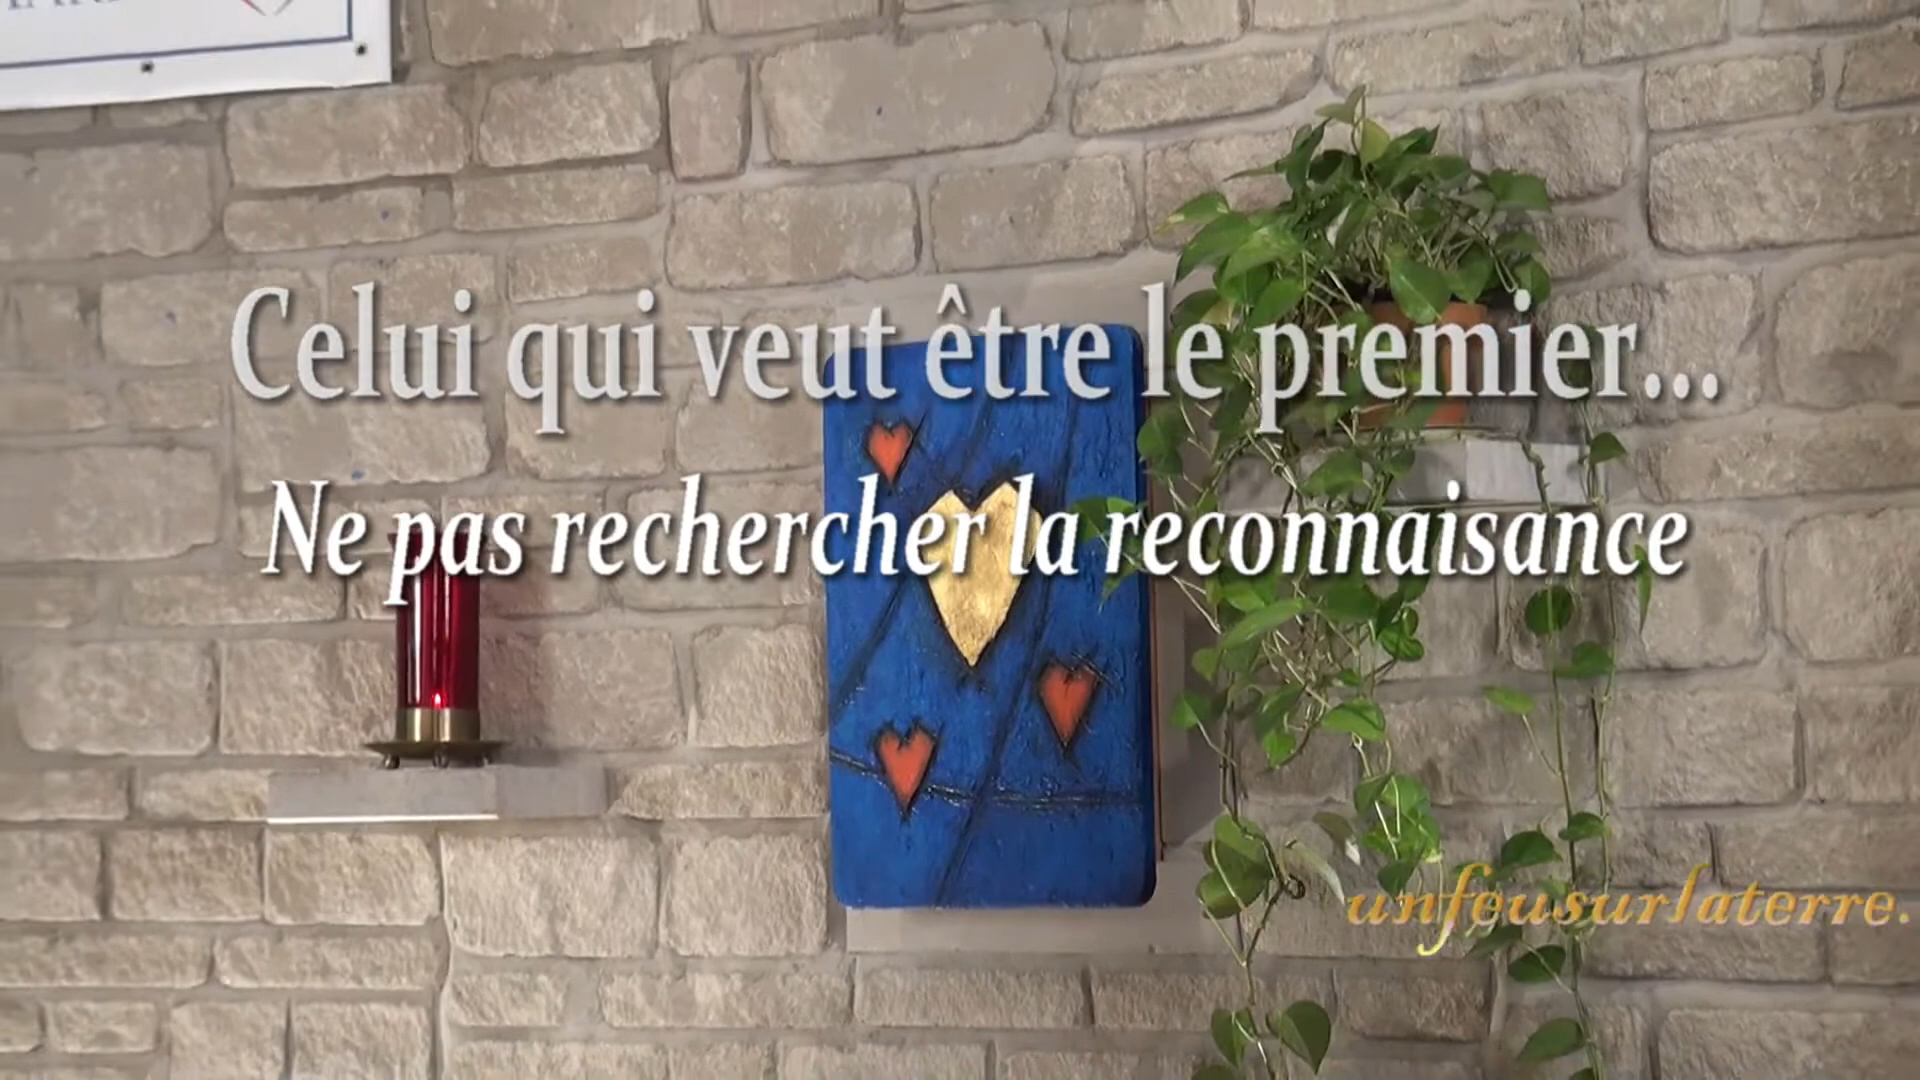 Celui qui veut être le premier...
Ne pas rechercher la reconnaisance
unfeusurlaterre.